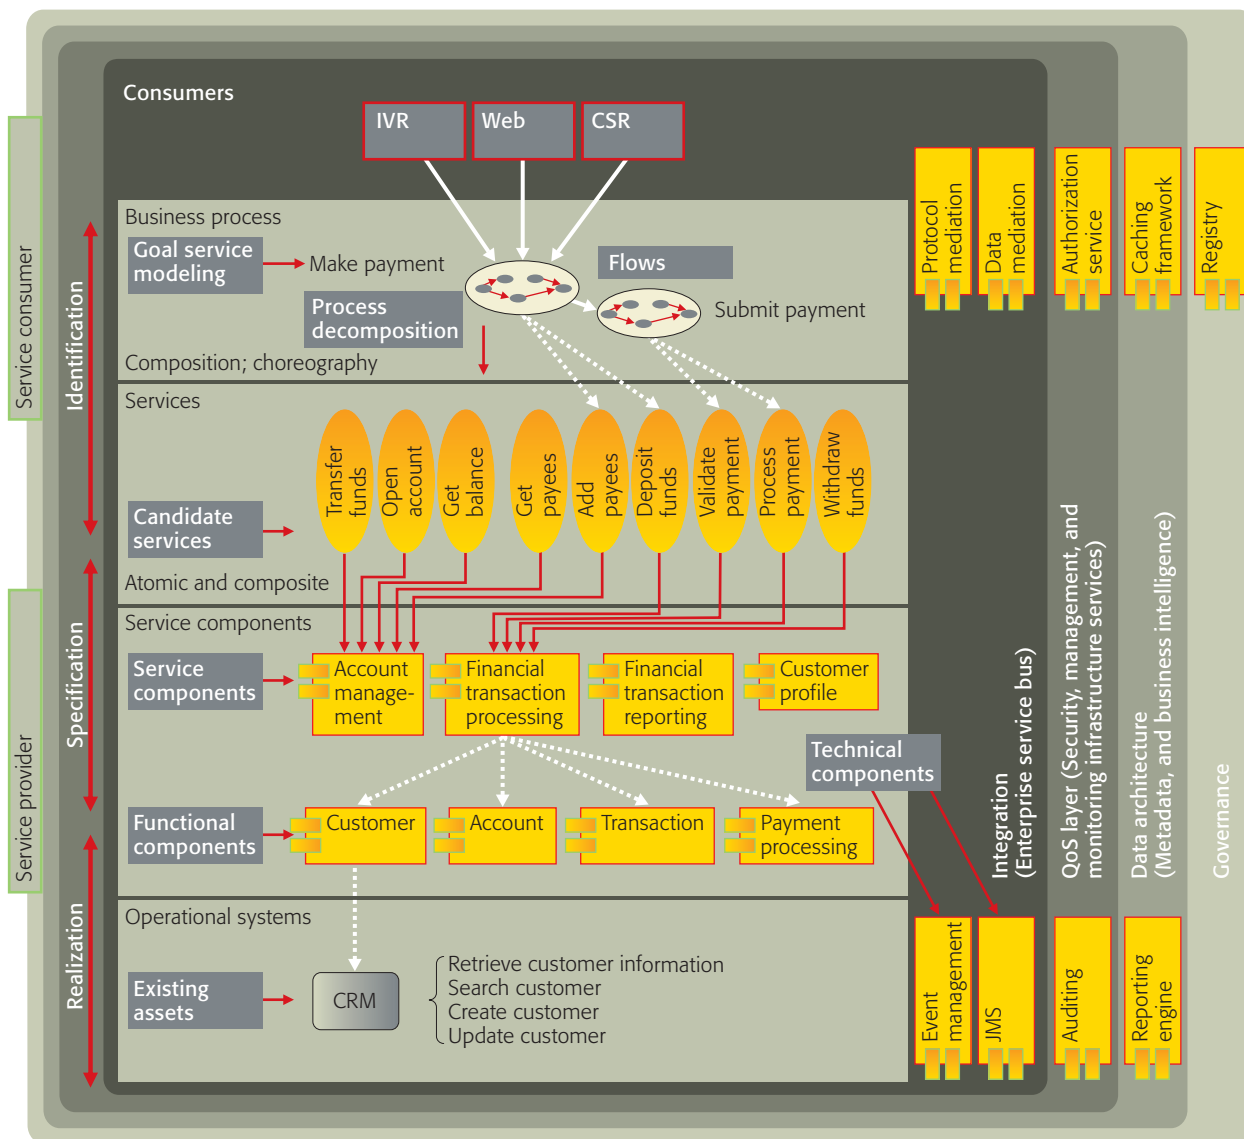 Consumers
IVR
Web
CSR
Business process
Goal service
modeling
Make payment
Flows
Process
decomposition
Submit payment
Composition; choreography
Services
Transfer
funds
Open
account
Get
balance
Get
payees
Add
payees
Deposit
funds
Validate
payment
Process
payment
Withdraw
funds
Candidate
services
Atomic and composite
Service components
Service
components
Account
manage-
ment
Financial
transaction
processing
Financial
transaction
reporting
Customer
profile
Technical
components
Functional
components
Customer
Account
Transaction
Payment
processing
Operational systems
Existing
assets
CRM
Retrieve customer information
Search customer
Create customer
Update customer
Service consumer
Service provider
Identification
Specification
Realization
Protocol
mediation
Data
mediation
Authorization
service
Caching
framework
Registry
Integration
(Enterprise service bus)
QoS layer (Security, management, and
monitoring infrastructure services)
Data architecture
(Metadata, and business intelligence)
Governance
Event
management
JMS
Auditing
Reporting
engine